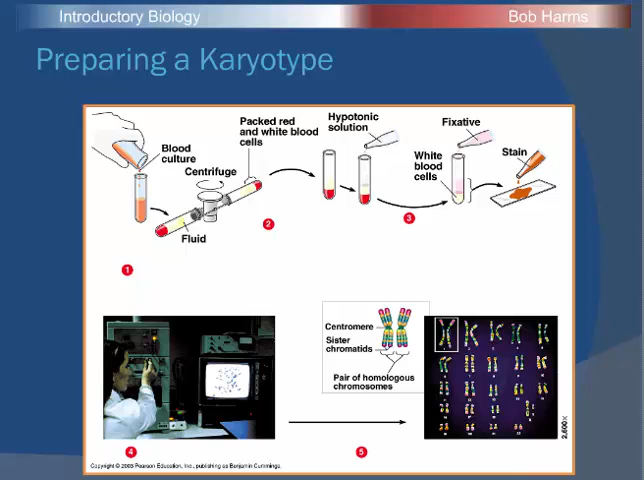 Introductory Biology
Bob Harms
Preparing a Karyotype
Blood
culture
Centrifuge
Packed red
and white blood
cells
Fluid
Hypotonic
solution
Fixative
White
blood
cells
Stain
1
2
3
Centromere
Sister
chromatids
Pair of homologous
chromosomes
2,600X
4
5
Copyright © 2005 Pearson Education, Inc., publishing as Benjamin Cummings.